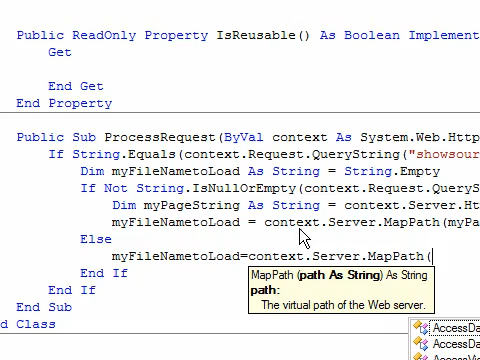 Public ReadOnly Property IsReusable() As Boolean Implement
Get
End Get
End Property
Public Sub ProcessRequest(ByVal context As System.Web.Http
If String.Equals(context.Request.QueryString("showsour
Dim myFileNametoLoad As String = String.Empty
If Not String.IsNullOrEmpty(context.Request.QueryS
Dim myPageString As String = context.Server.Ht
myFileNametoLoad = context.Server.MapPath(myPa
Else
myFileNametoLoad=context.Server.MapPath(
End If
MapPath (path As String) As String
path:
The virtual path of the Web server.
End If
End Sub
d Class
AccessDa
AccessDa